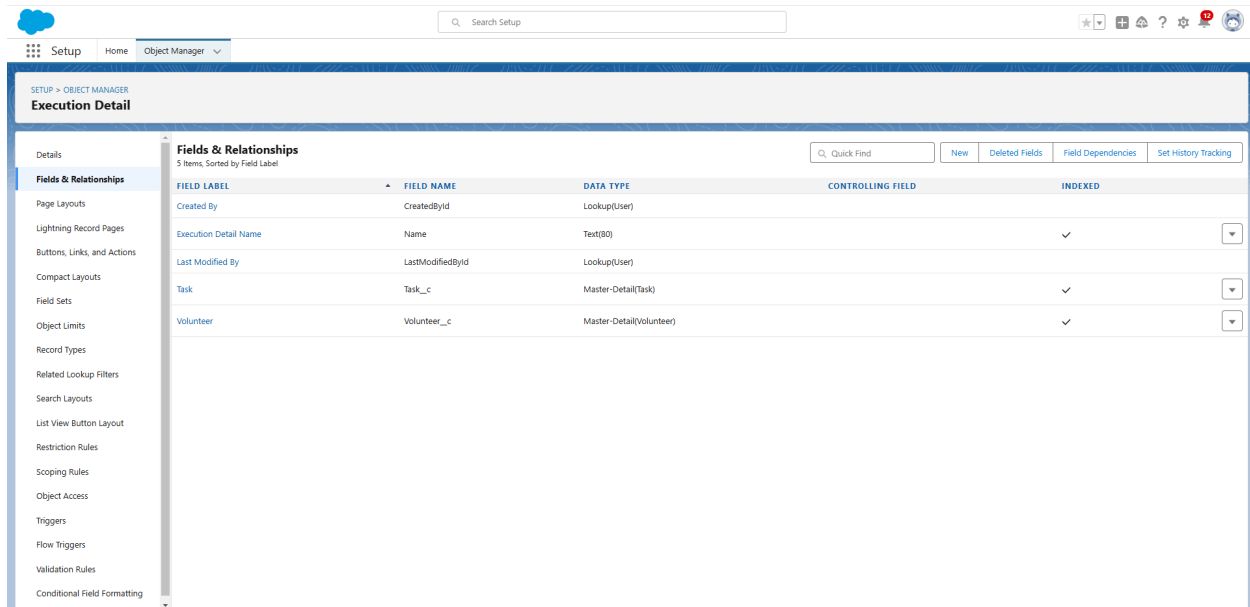 Search Setup
12
Setup Home Object Manager
SETUP > OBJECT MANAGER
Execution Detail
Details
Fields & Relationships
Page Layouts
Lightning Record Pages
Buttons, Links, and Actions
Compact Layouts
Field Sets
Object Limits
Record Types
Related Lookup Filters
Search Layouts
List View Button Layout
Restriction Rules
Scoping Rules
Object Access
Triggers
Flow Triggers
Validation Rules
Conditional Field Formatting
Fields & Relationships
5 Items, Sorted by Field Label
Quick Find New Deleted Fields Field Dependencies Set History Tracking
FIELD LABEL FIELD NAME DATA TYPE CONTROLLING FIELD INDEXED
Created By CreatedById Lookup(User)
Execution Detail Name Name Text(80)
Last Modified By LastModifiedById Lookup(User)
Task Task__c Master-Detail(Task)
Volunteer Volunteer__c Master-Detail(Volunteer)